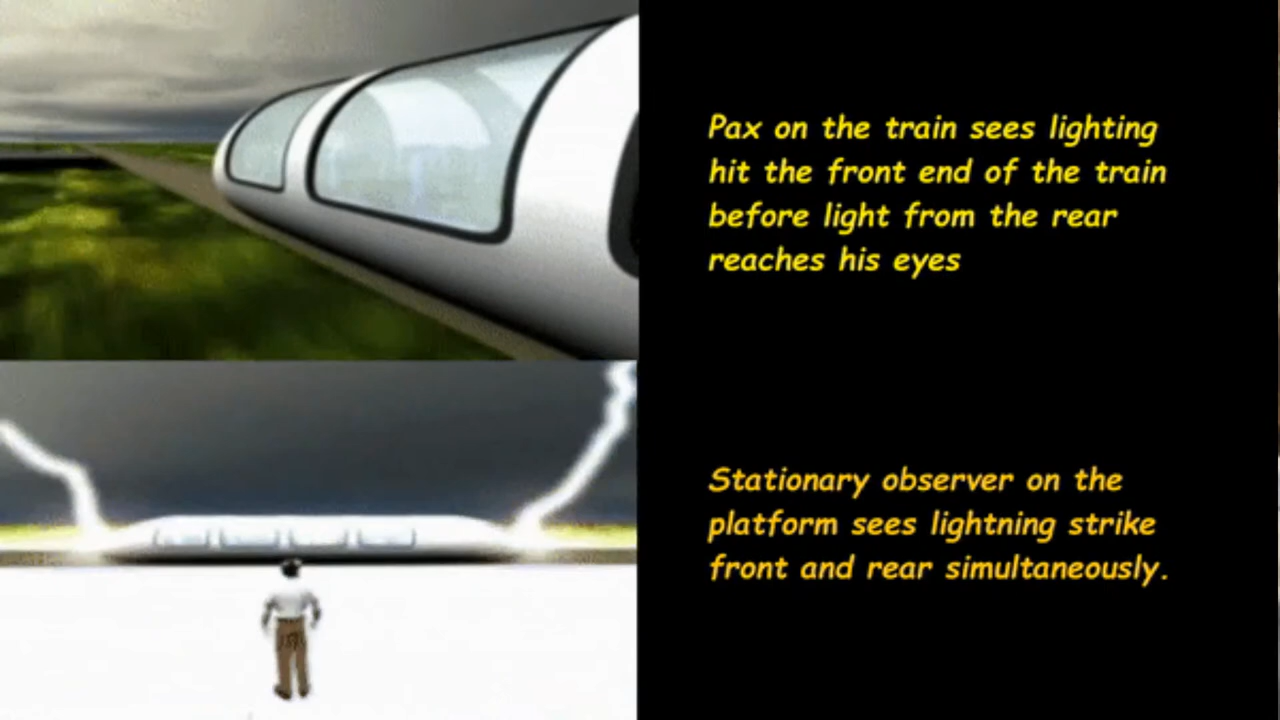 Pax on the train sees lighting
hit the front end of the train
before light from the rear
reaches his eyes
Stationary observer on the
platform sees lightning strike
front and rear simultaneously.